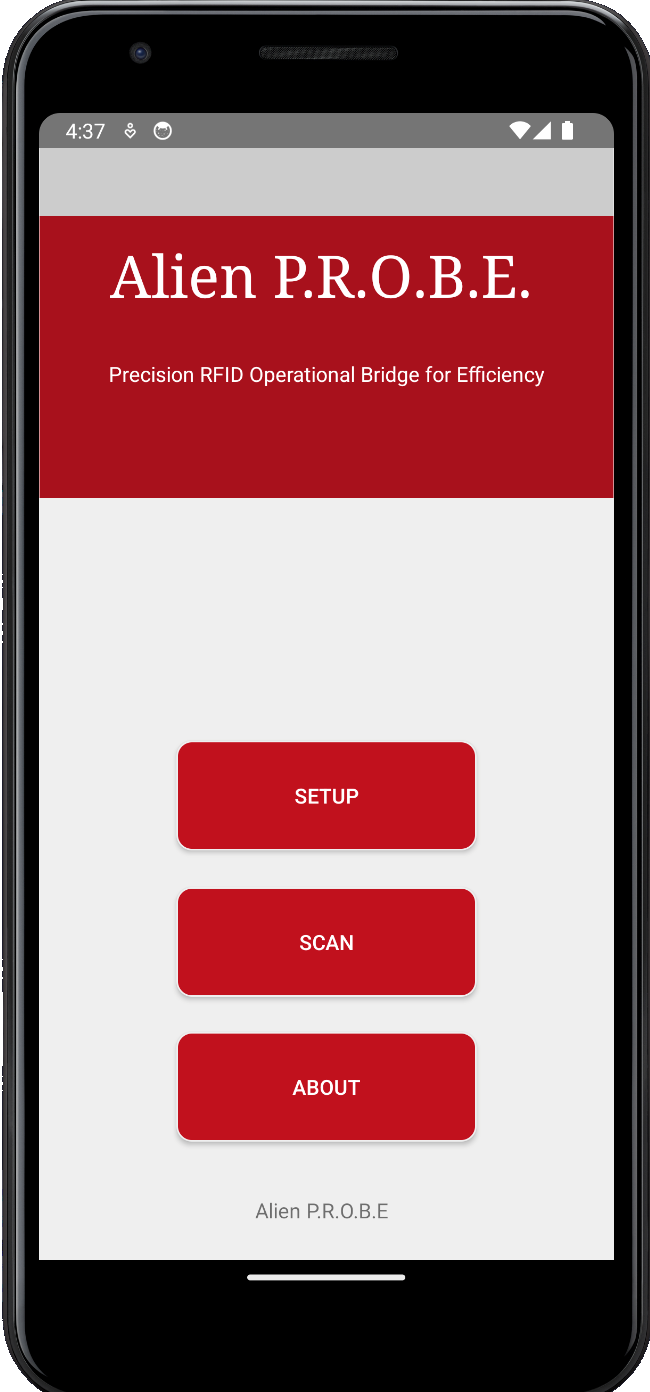 4:37
Alien P.R.O.B.E.
Precision RFID Operational Bridge for Efficiency
SETUP
SCAN
ABOUT
Alien P.R.O.B.E